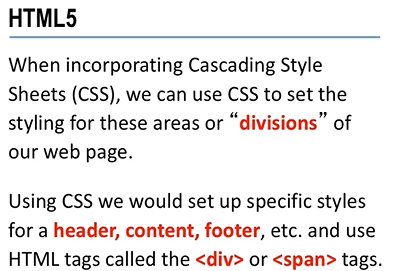 HTML5
When incorporating Cascading Style
Sheets (CSS), we can use CSS to set the
styling for these areas or “divisions” of
our web page.
Using CSS we would set up specific styles
for a header, content, footer, etc. and use
HTML tags called the <div> or <span> tags.